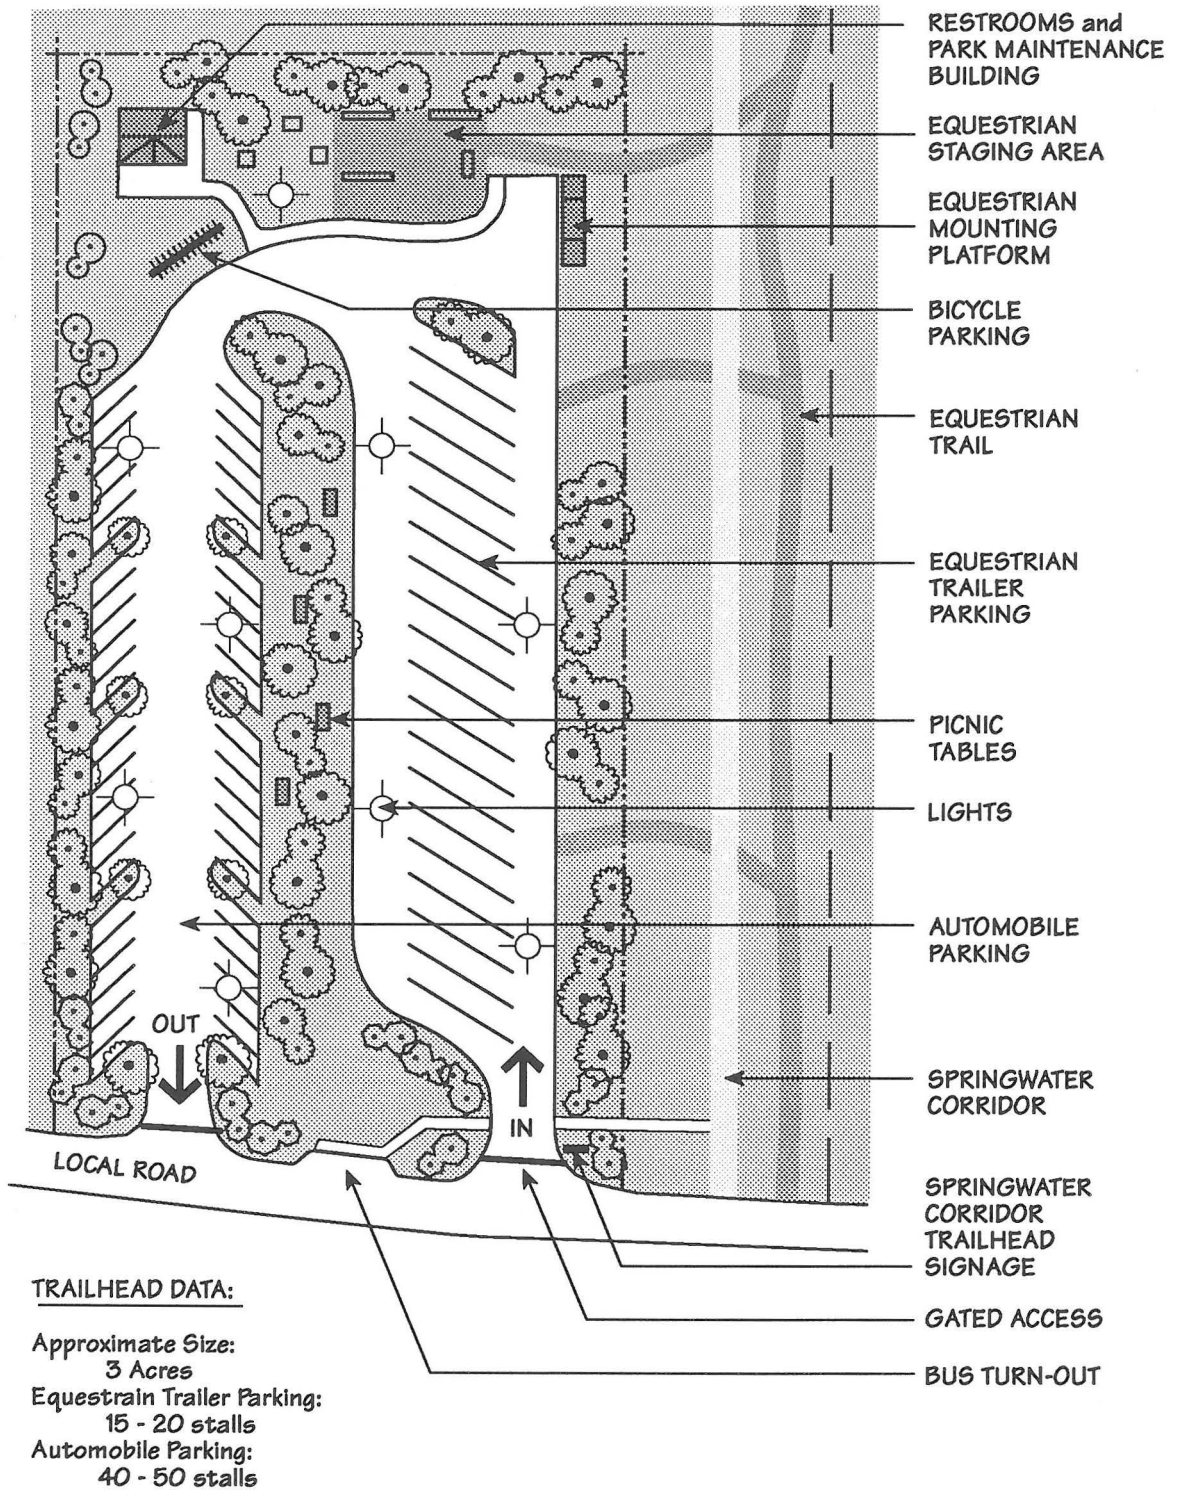 RESTROOMS and
PARK MAINTENANCE
BUILDING
EQUESTRIAN
STAGING AREA
EQUESTRIAN
MOUNTING
PLATFORM
BICYCLE
PARKING
EQUESTRIAN
TRAIL
EQUESTRIAN
TRAILER
PARKING
PICNIC
TABLES
LIGHTS
AUTOMOBILE
PARKING
OUT
SPRINGWATER
CORRIDOR
IN
LOCAL ROAD
SPRINGWATER
CORRIDOR
TRAILHEAD
SIGNAGE
GATED ACCESS
BUS TURN-OUT
TRAILHEAD DATA:
Approximate Size:
3 Acres
Equestrain Trailer Parking:
15 - 20 stalls
Automobile Parking:
40 - 50 stalls